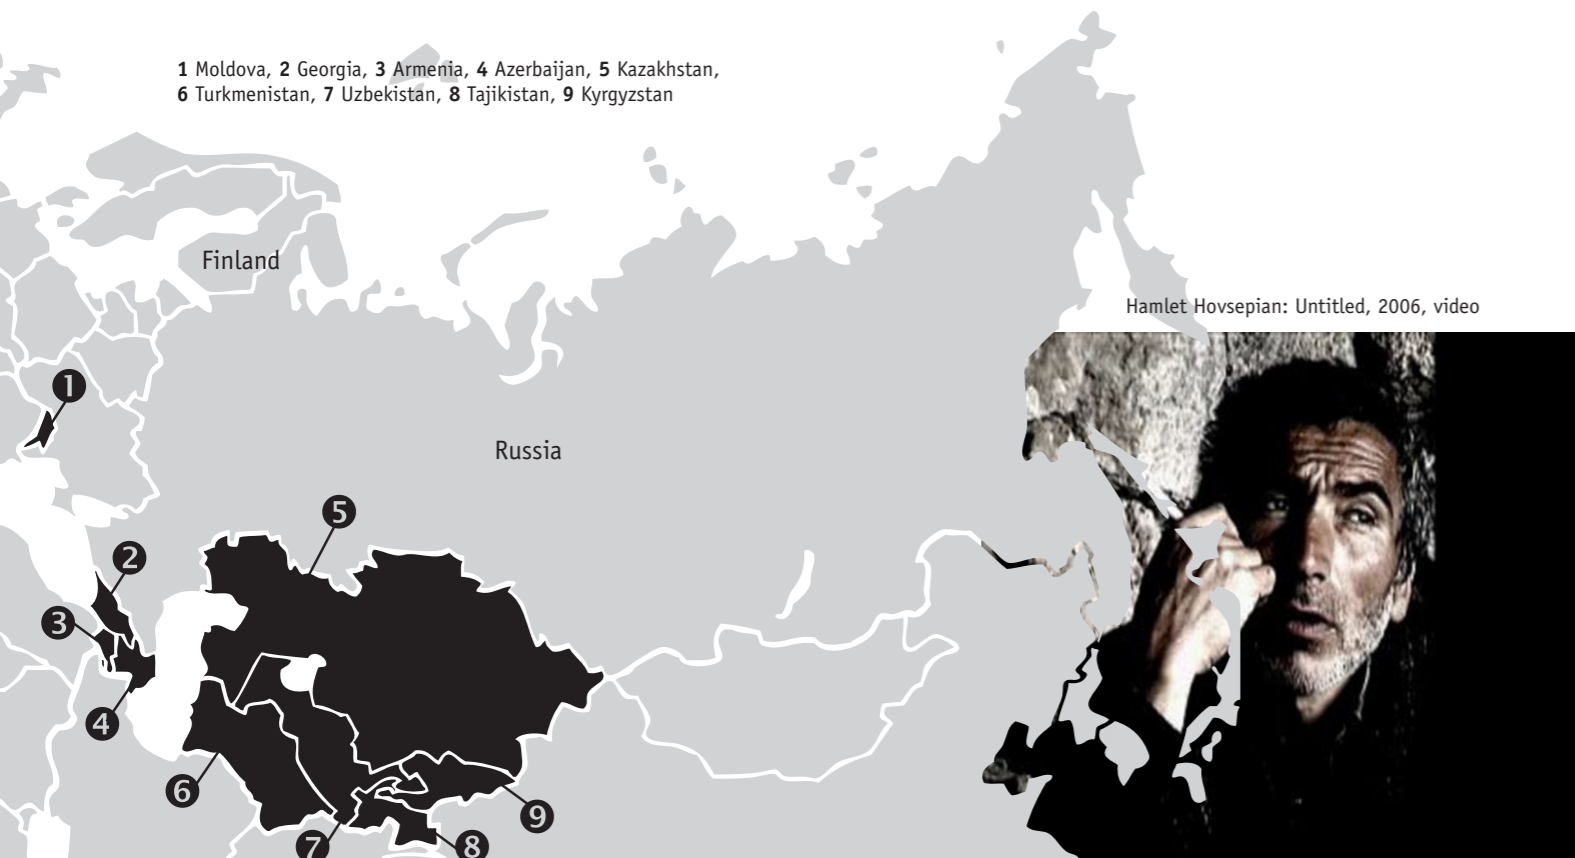 1 Moldova, 2 Georgia, 3 Armenia, 4 Azerbaijan, 5 Kazakhstan,
6 Turkmenistan, 7 Uzbekistan, 8 Tajikistan, 9 Kyrgyzstan
Finland
Hamlet Hovsepian: Untitled, 2006, video
1
Russia
5
2
3
4
6
9
7
8